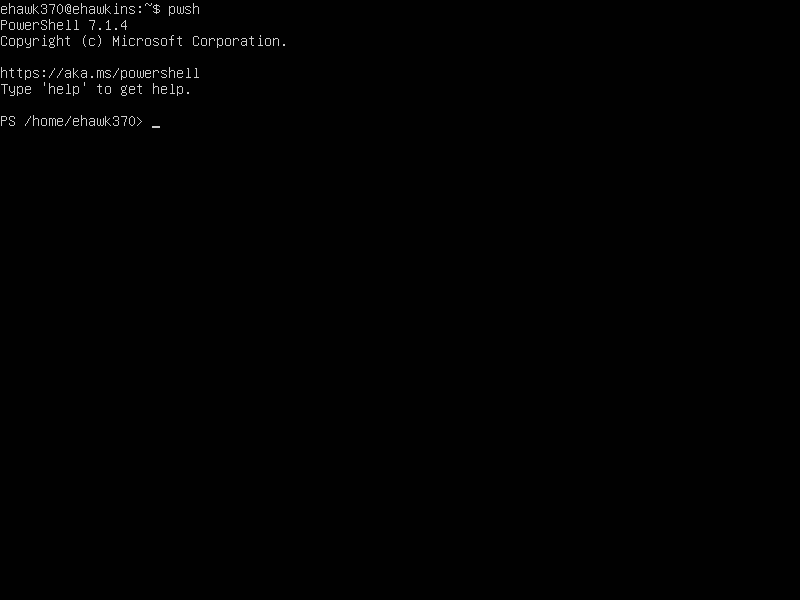 ehawk370@ehawkins:~$ pwsh
PowerShell 7.1.4
Copyright (c) Microsoft Corporation.
https://aka.ms/powershell
Type 'help' to get help.
PS /home/ehawk370> _